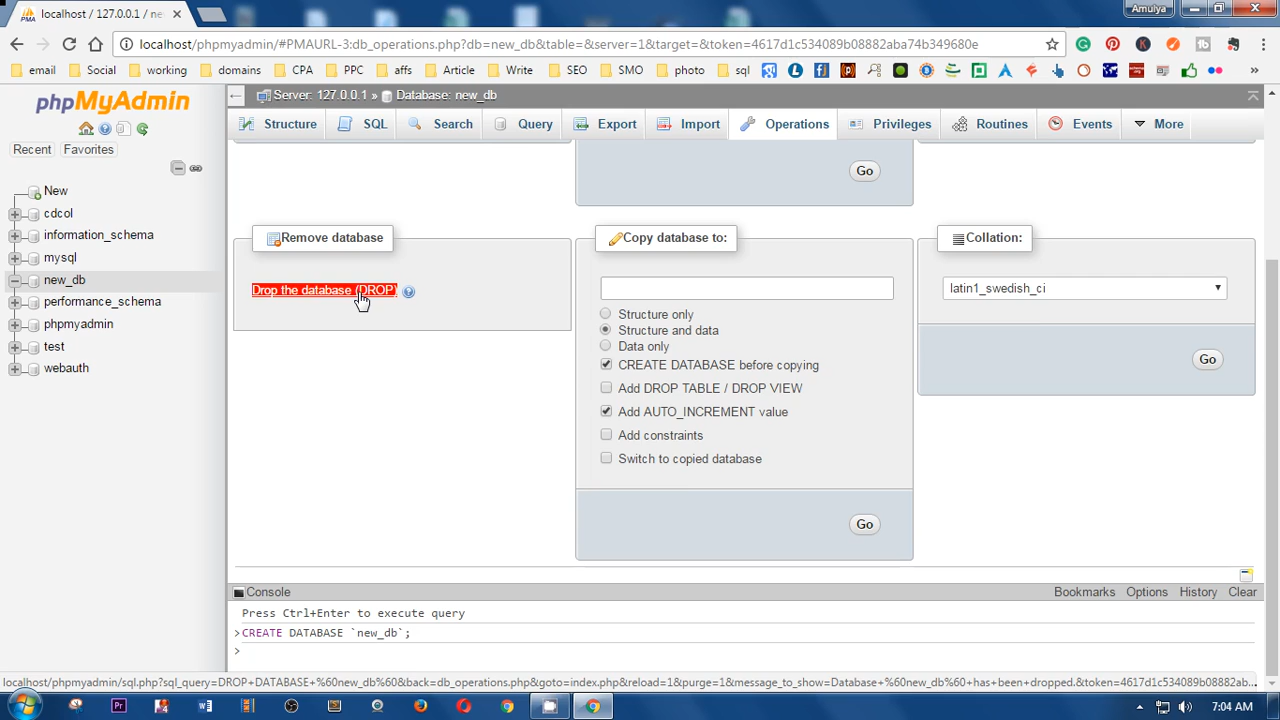 localhost / 127.0.0.1 / ne
Amulya
localhost/phpmyadmin/#PMAURL-3:db_operations.php?db=new_db&table=&server=1&target=&token=4617d1c534089b08882aba74b349680e
email Social working domains CPA PPC affs Article Write SEO SMO photo sql
phpMyAdmin
Recent Favorites
New
cdcol
information_schema
mysql
new_db
performance_schema
phpmyadmin
test
webauth
Server: 127.0.0.1 » Database: new_db
Structure SQL Search Query Export Import Operations Privileges Routines Events More
Go
Remove database
Drop the database (DROP)
Copy database to:
Structure only
Structure and data
Data only
CREATE DATABASE before copying
Add DROP TABLE / DROP VIEW
Add AUTO_INCREMENT value
Add constraints
Switch to copied database
Go
Collation:
latin1_swedish_ci
Go
Console Bookmarks Options History Clear
Press Ctrl+Enter to execute query
>CREATE DATABASE `new_db`;
>
localhost/phpmyadmin/sql.php?sql_query=DROP+DATABASE+%60new_db%60&back=db_operations.php&goto=index.php&reload=1&purge=1&message_to_show=Database+%60new_db%60+has+been+dropped.&token=4617d1c534089b08882aba74b349680e...
7:04 AM